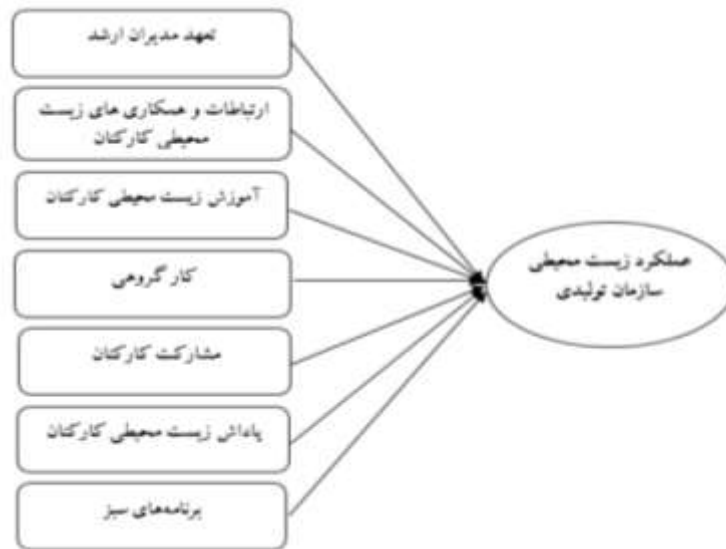 تعهد مدیران ارشد
ارتباطات و همکاری های زیست
محیطی کارکنان
آموزش زیست محیطی کارکنان
کار گروهی
مشارکت کارکنان
پاداش زیست محیطی کارکنان
برنامه‌های سبز
عملکرد زیست محیطی
سازمان تولیدی